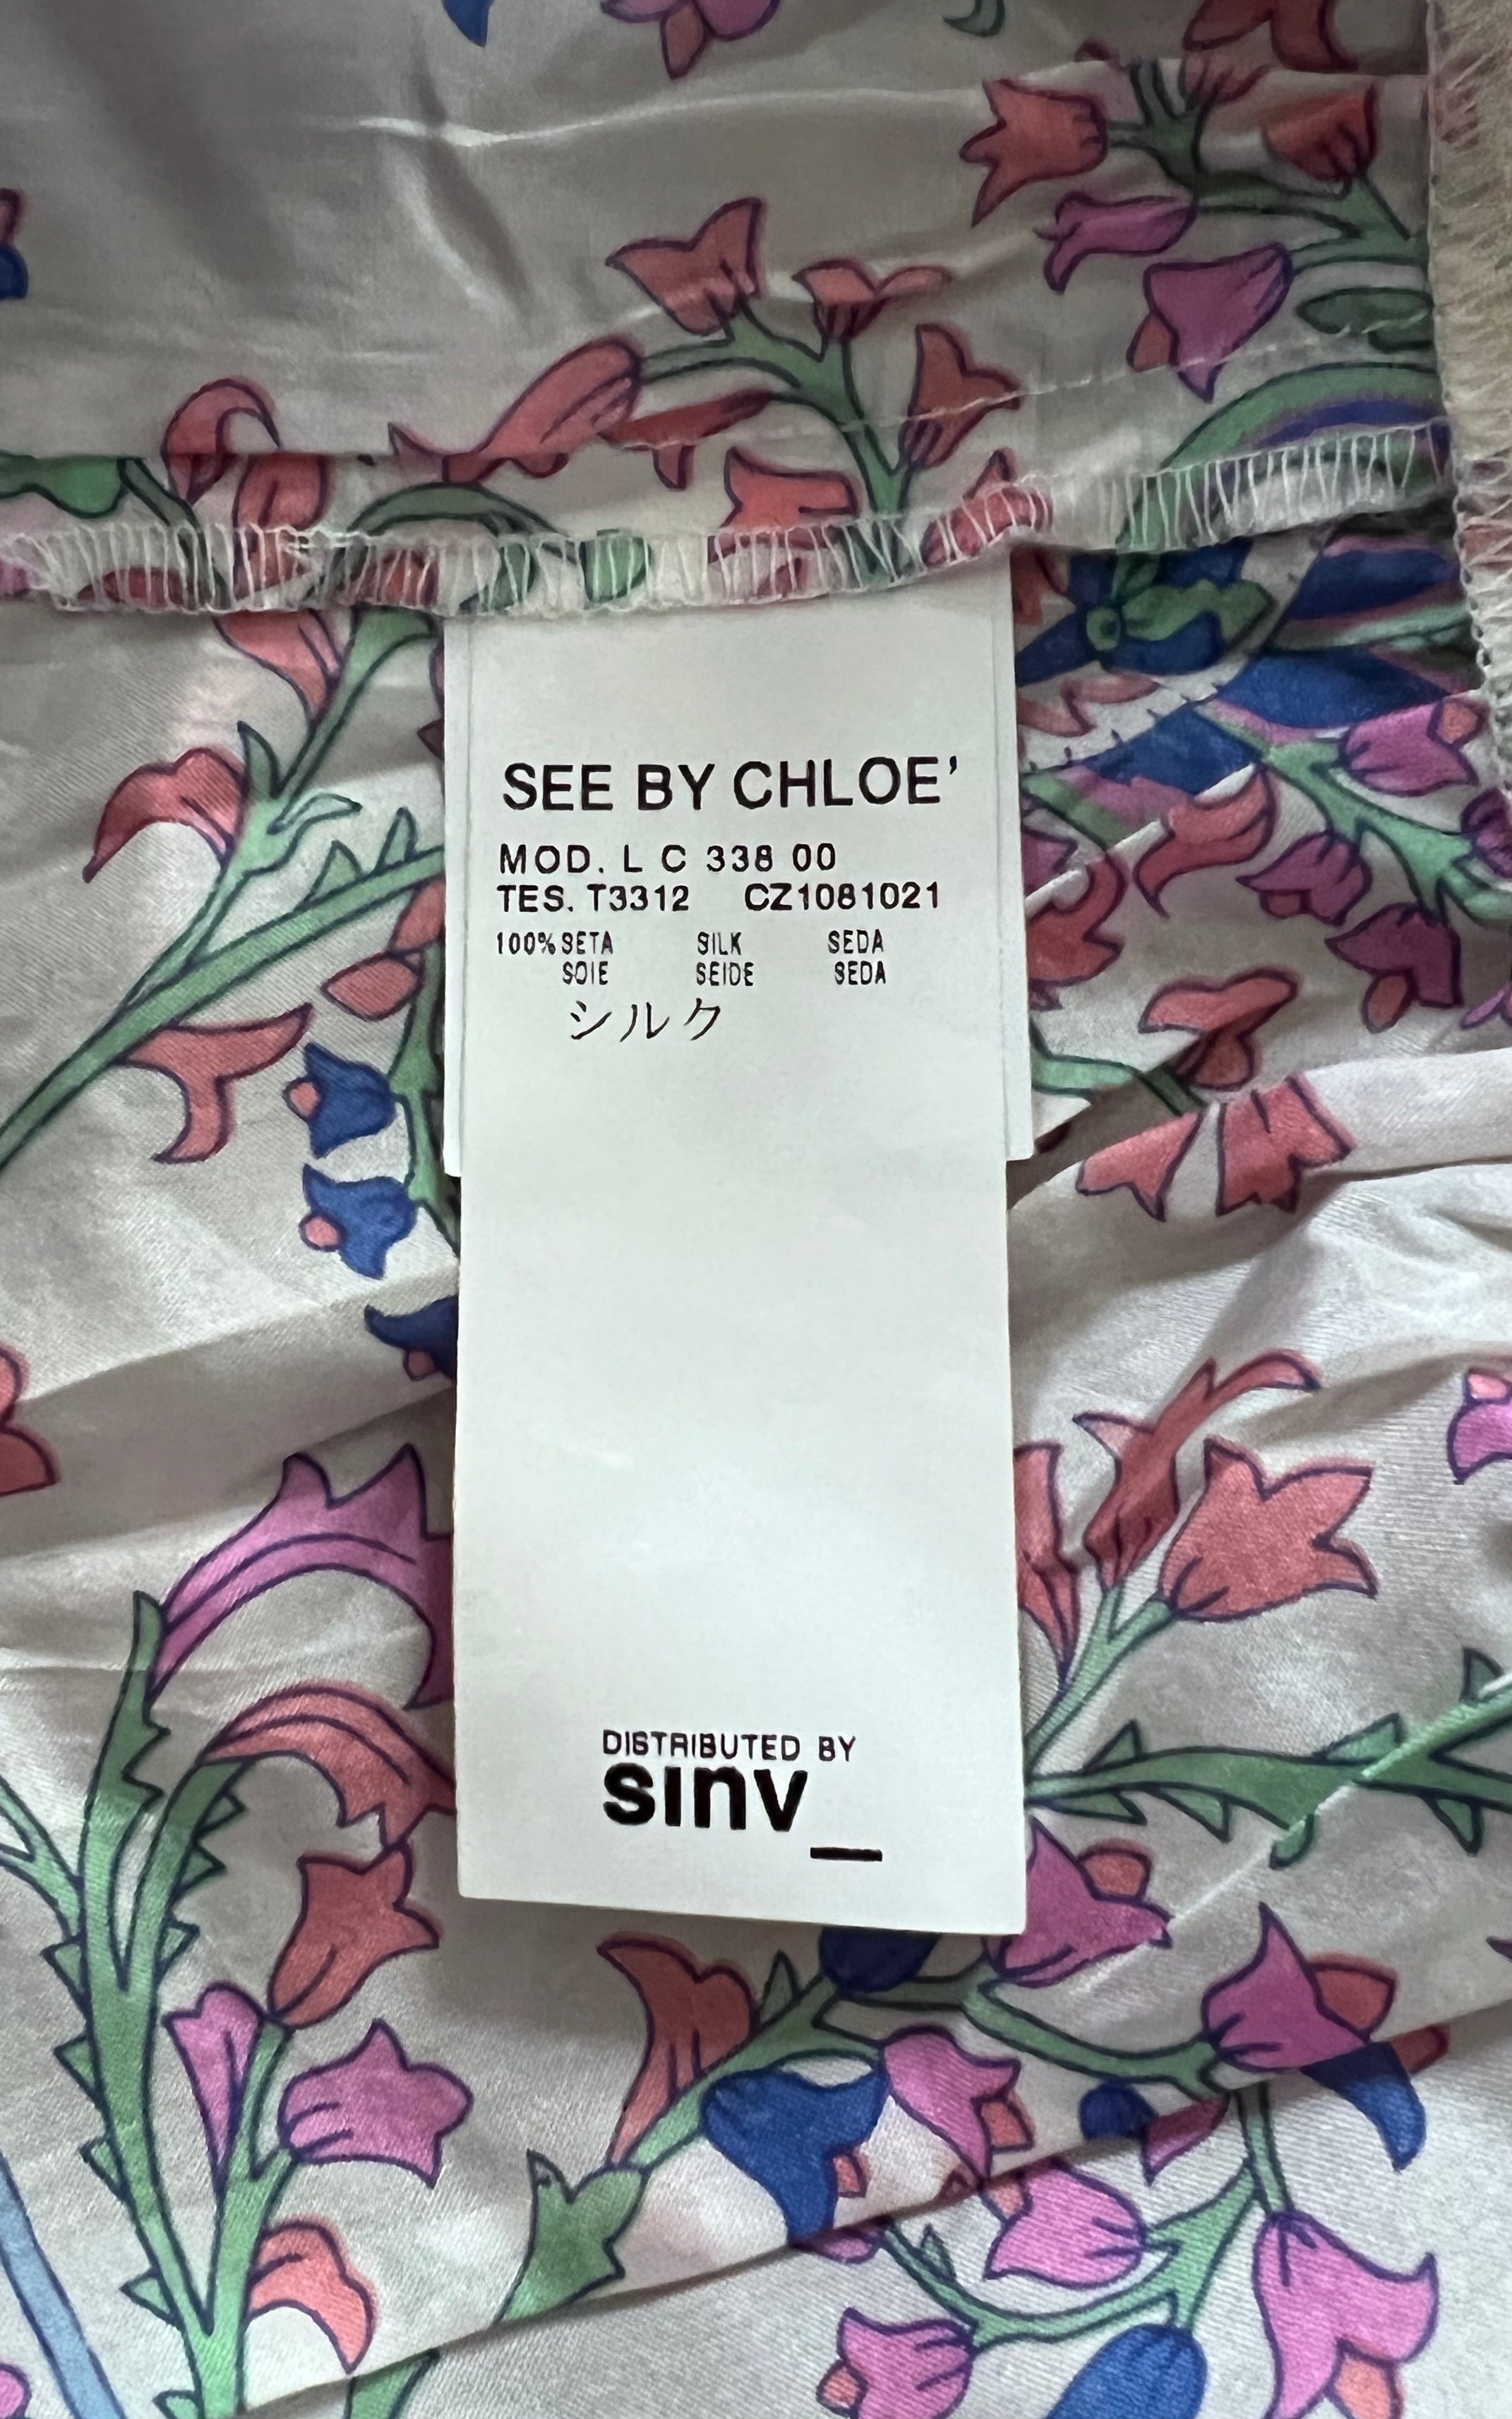 SEE BY CHLOE'
MOD. L C 338 00
TES. T3312 CZ1081021
100% SETA SILK SEDA
SOIE SEIDE SEDA
シルク
DISTRIBUTED BY
sınv_